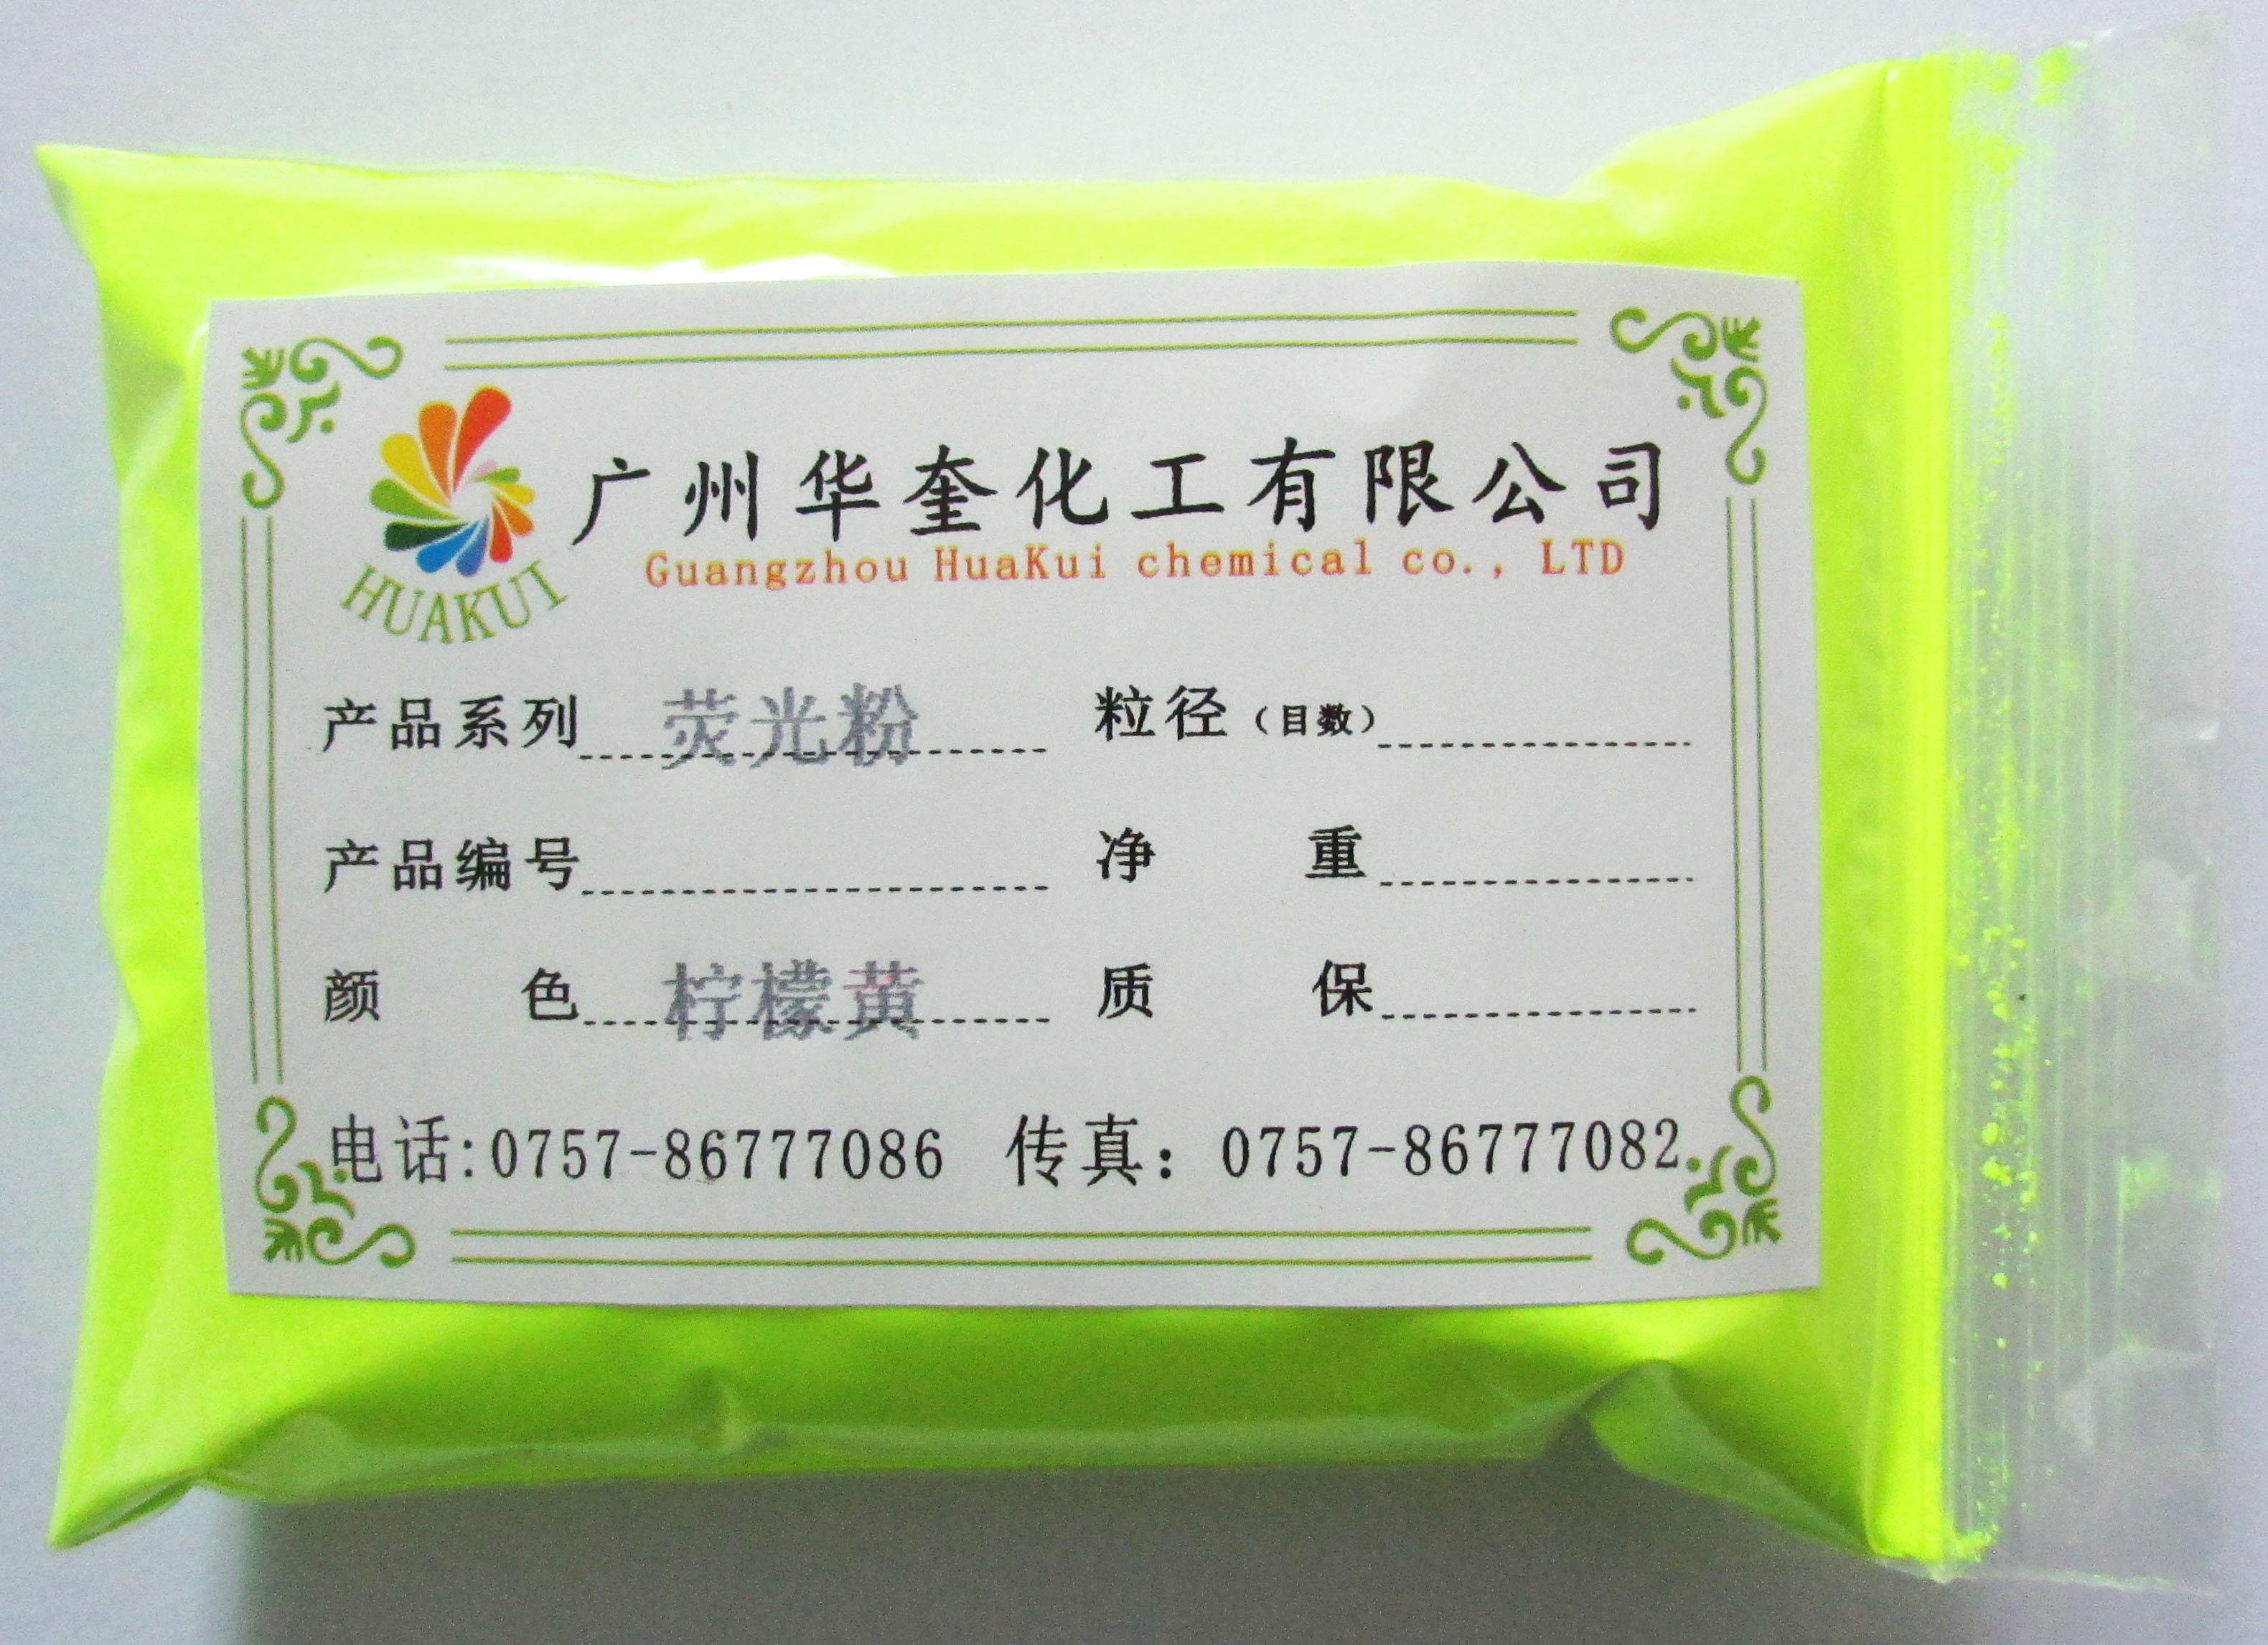 广州华奎化工有限公司
Guangzhou HuaKui chemical co., LTD
HUAKUI
产品系列 荧光粉 粒径（目数）
产品编号 净重
颜色 柠檬黄 质保
电话:0757-86777086 传真：0757-86777082